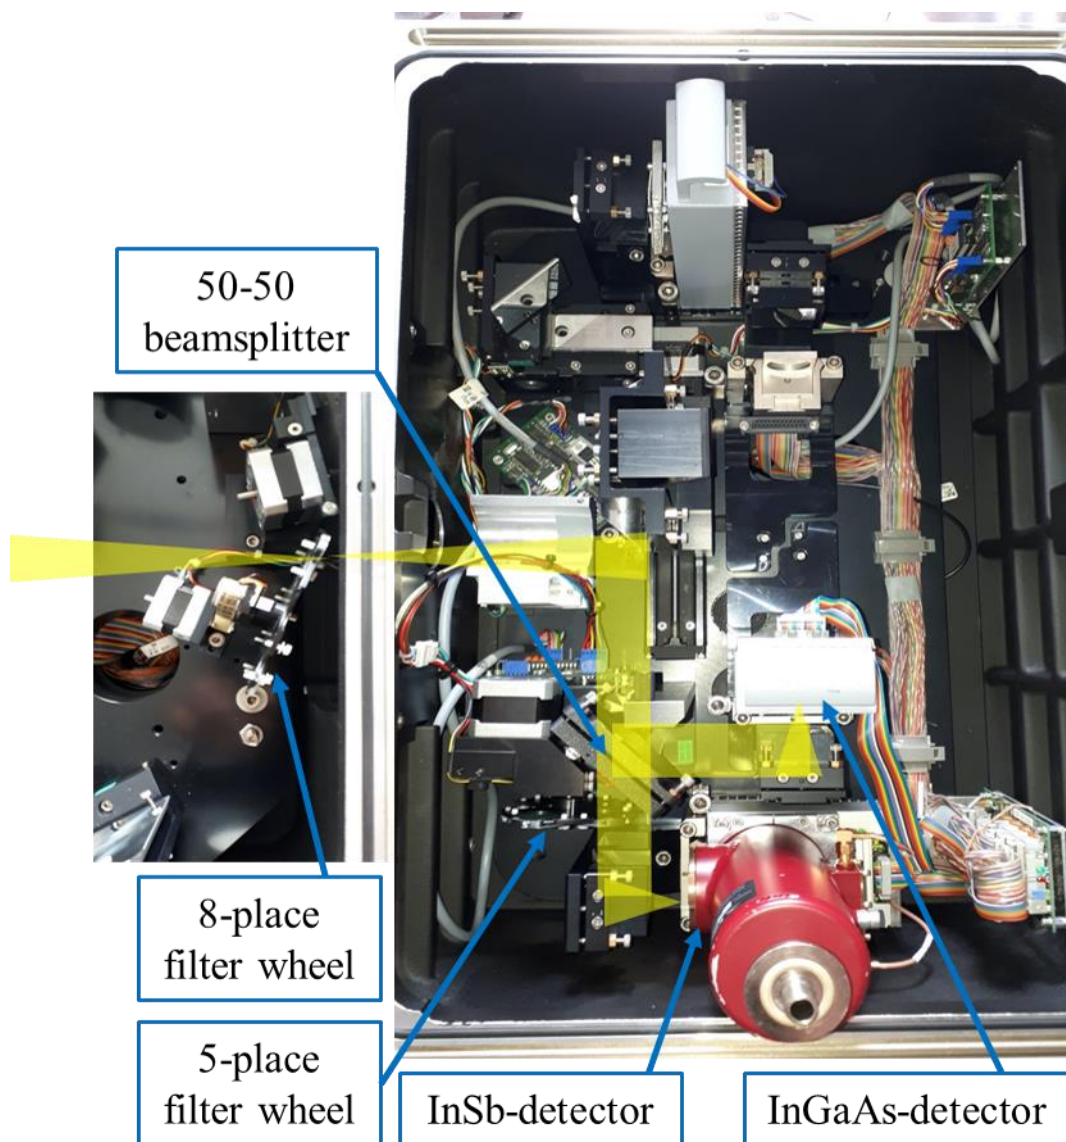 50-50
beamsplitter
8-place
filter wheel
5-place
filter wheel
InSb-detector
InGaAs-detector